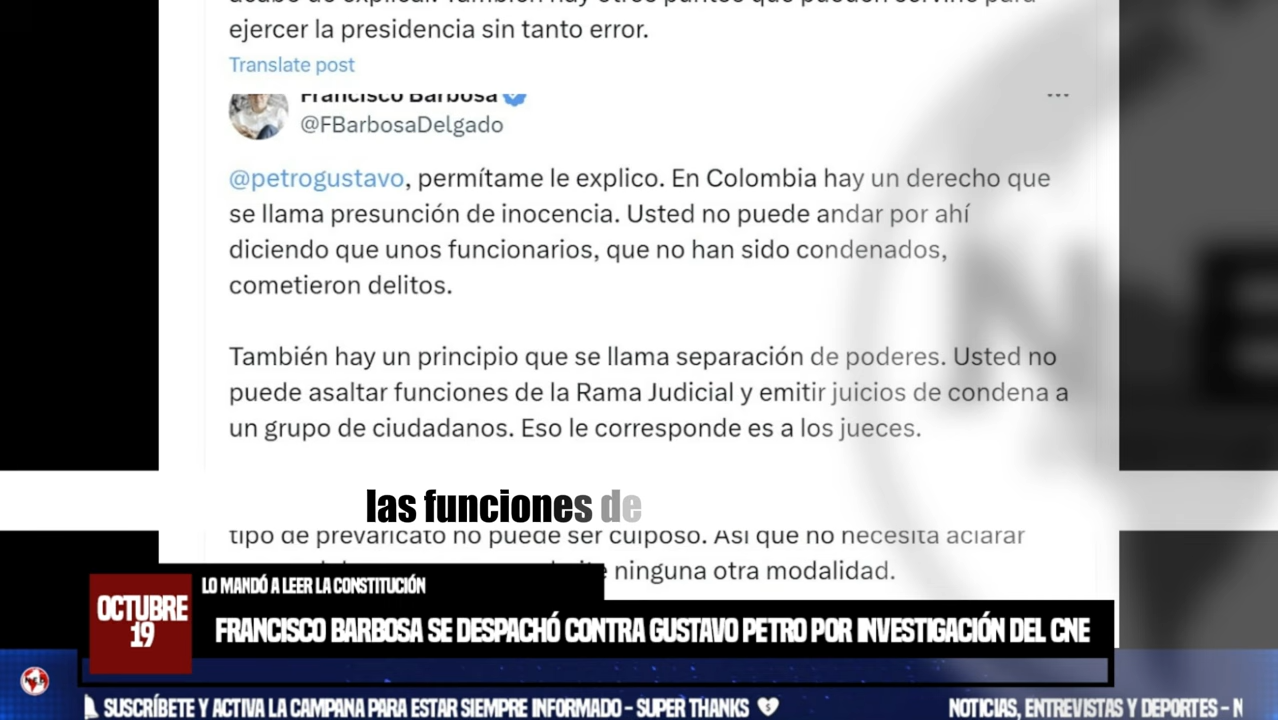 ejercer la presidencia sin tanto error.
Translate post
Francisco Barbosa
@FBarbosaDelgado
@petrogustavo, permítame le explico. En Colombia hay un derecho que
se llama presunción de inocencia. Usted no puede andar por ahí
diciendo que unos funcionarios, que no han sido condenados,
cometieron delitos.
También hay un principio que se llama separación de poderes. Usted no
puede asaltar funciones de la Rama Judicial y emitir juicios de condena a
un grupo de ciudadanos. Eso le corresponde es a los jueces.
las funciones de
tipo de prevaricato no puede ser culposo. Así que no necesita aclarar
ninguna otra modalidad.
LO MANDÓ A LEER LA CONSTITUCIÓN
OCTUBRE
19
FRANCISCO BARBOSA SE DESPACHÓ CONTRA GUSTAVO PETRO POR INVESTIGACIÓN DEL CNE
SUSCRÍBETE Y ACTIVA LA CAMPANA PARA ESTAR SIEMPRE INFORMADO - SUPER THANKS
NOTICIAS, ENTREVISTAS Y DEPORTES - N